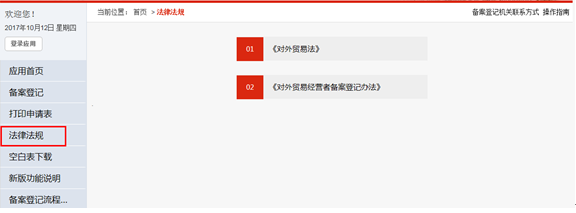 欢迎您!
2017年10月12日 星期四
登录应用
应用首页
备案登记
打印申请表
法律法规
空白表下载
新版功能说明
备案登记流程...
当前位置: 首页 > 法律法规
备案登记机关联系方式 操作指南
01 《对外贸易法》
02 《对外贸易经营者备案登记办法》